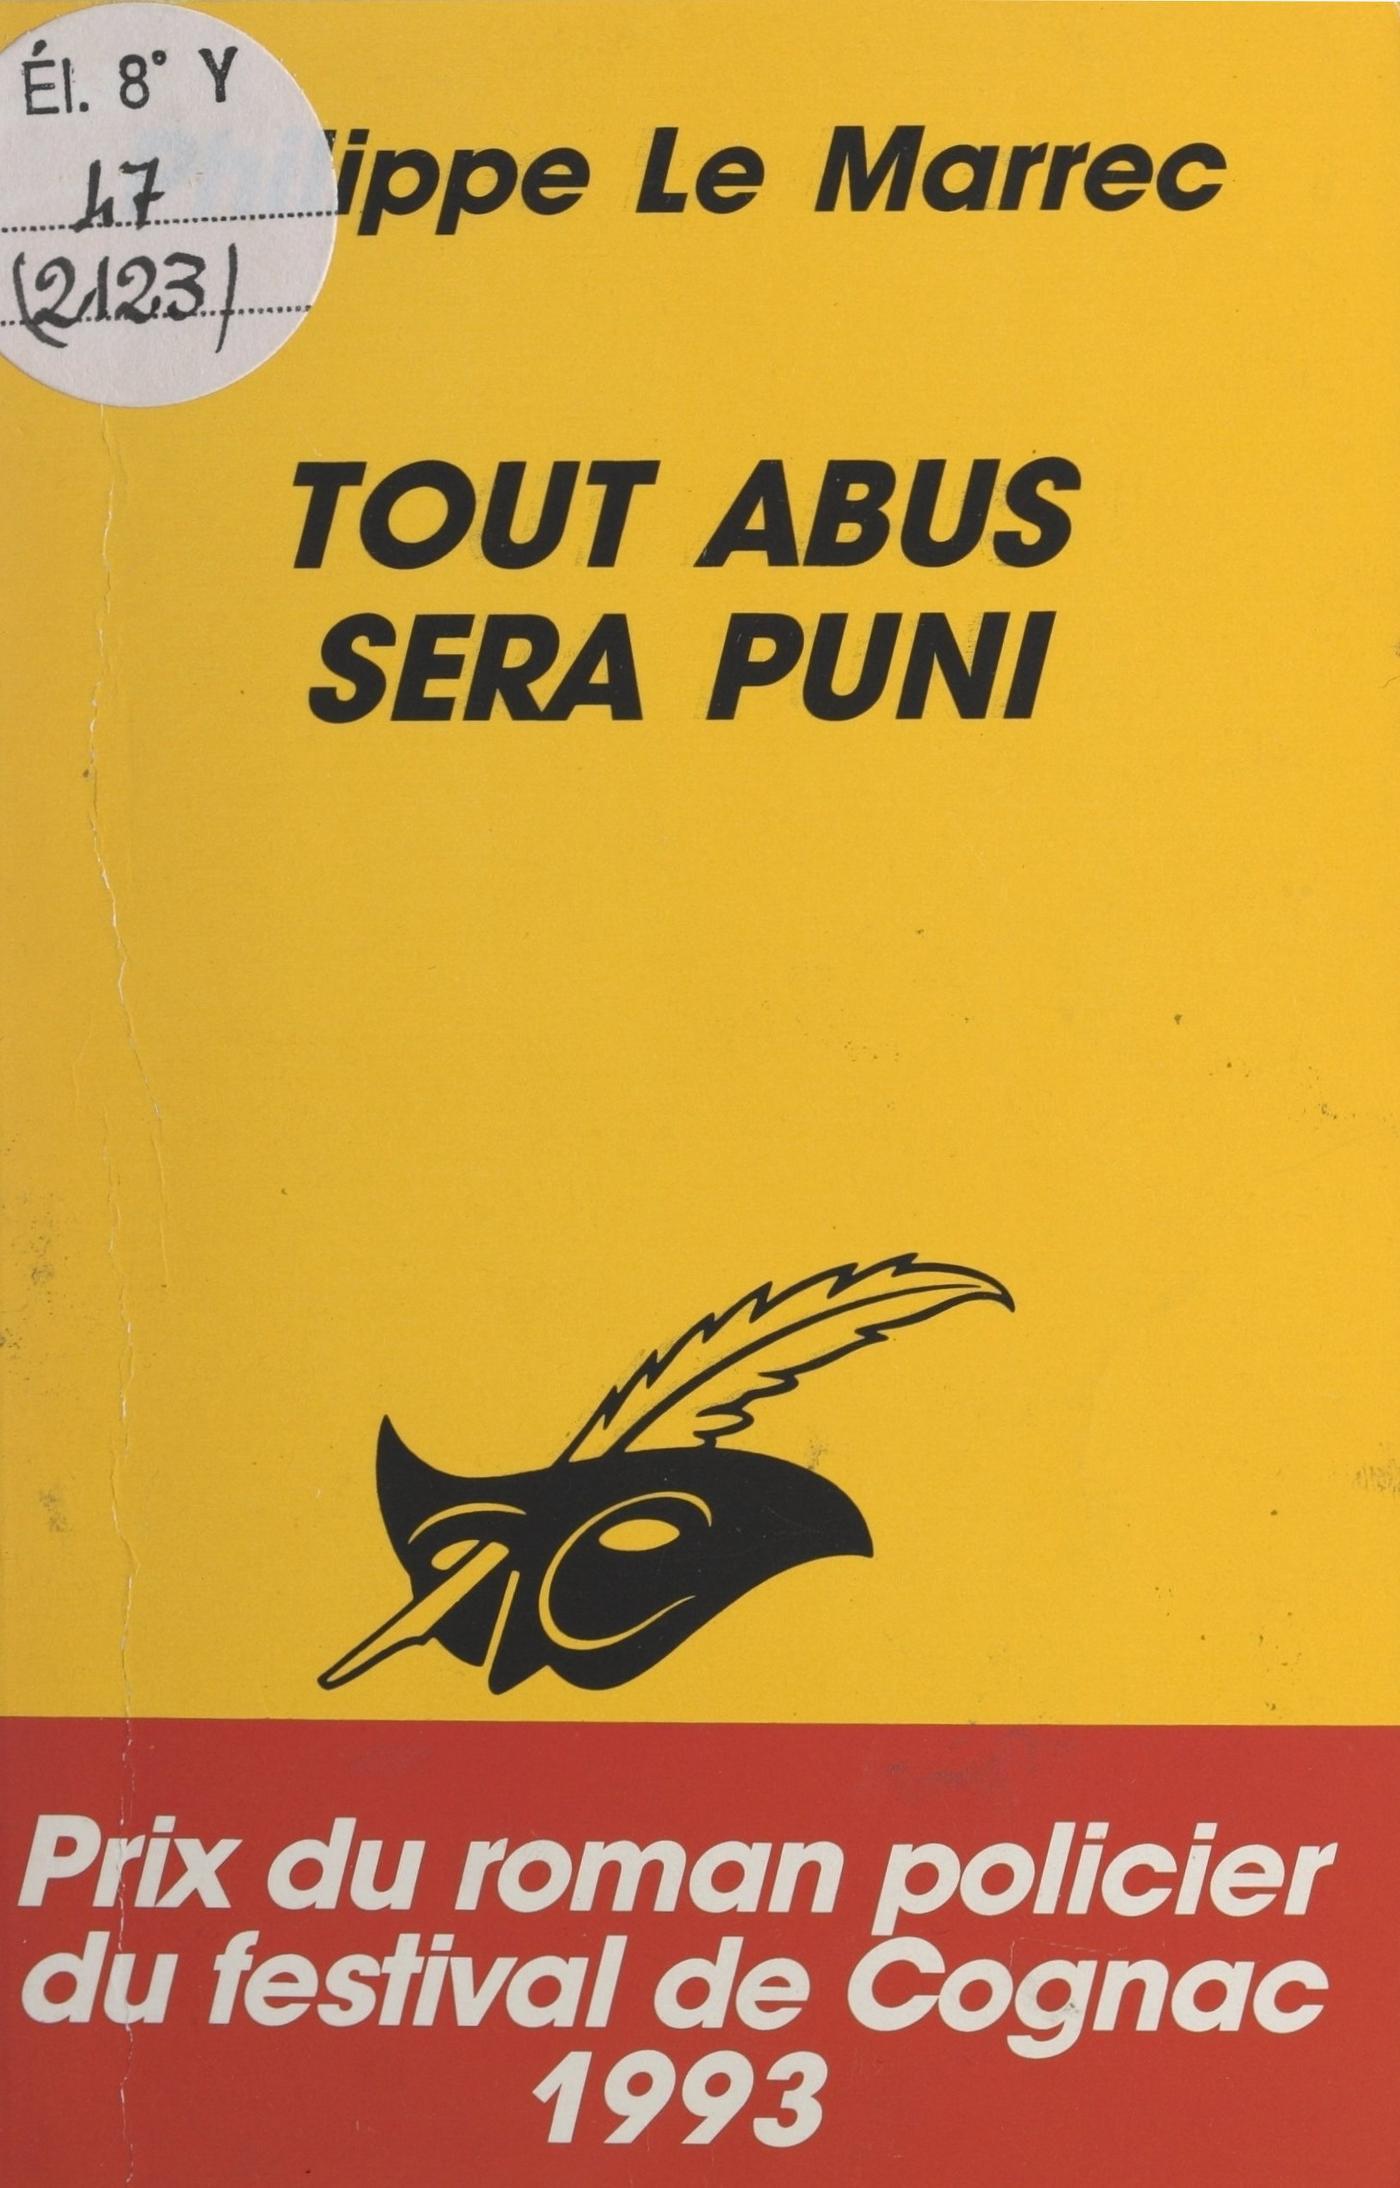 Él. 8° Y
47
(2123)
Philippe Le Marrec
TOUT ABUS
SERA PUNI
Prix du roman policier
du festival de Cognac
1993